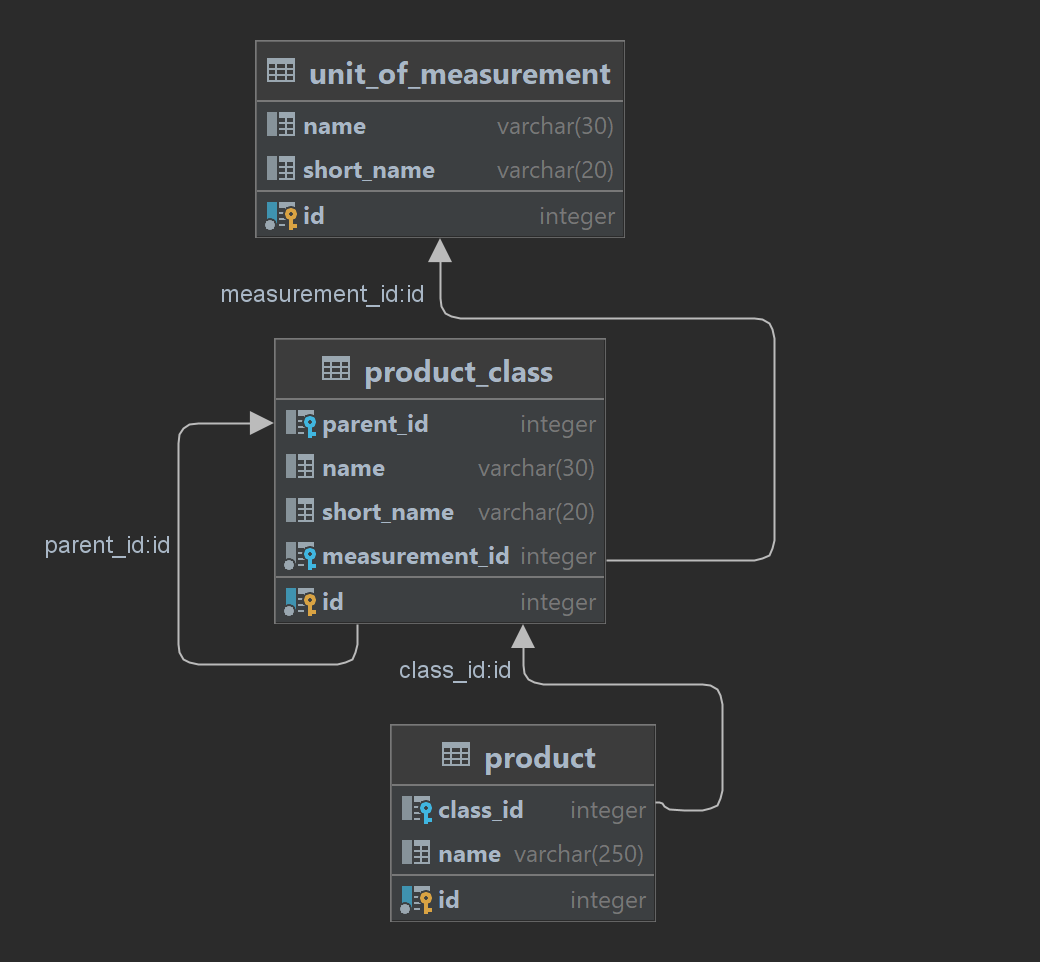 unit_of_measurement
name varchar(30)
short_name varchar(20)
id integer
measurement_id:id
product_class
parent_id integer
name varchar(30)
short_name varchar(20)
measurement_id integer
id integer
parent_id:id
class_id:id
product
class_id integer
name varchar(250)
id integer